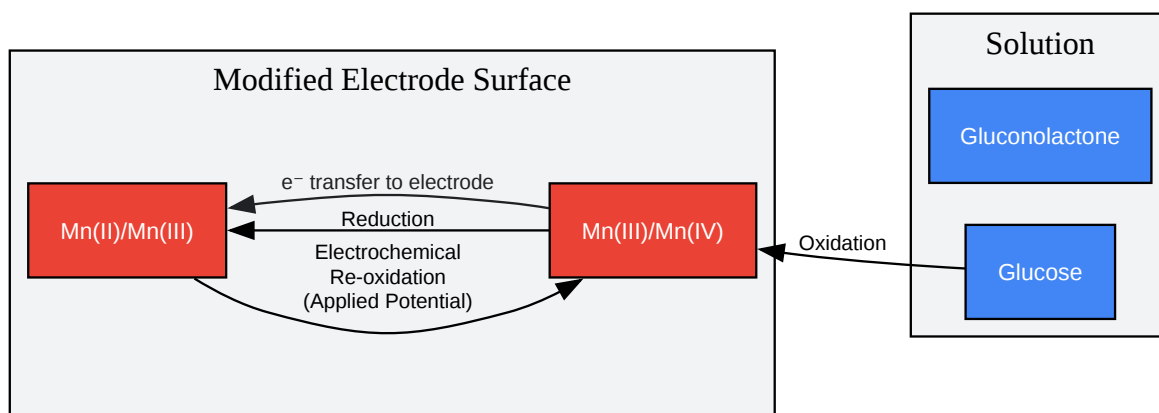 Modified Electrode Surface
Solution
Gluconolactone
e⁻ transfer to electrode
Mn(II)/Mn(III)
Reduction
Mn(III)/Mn(IV)
Electrochemical
Re-oxidation
(Applied Potential)
Oxidation
Glucose